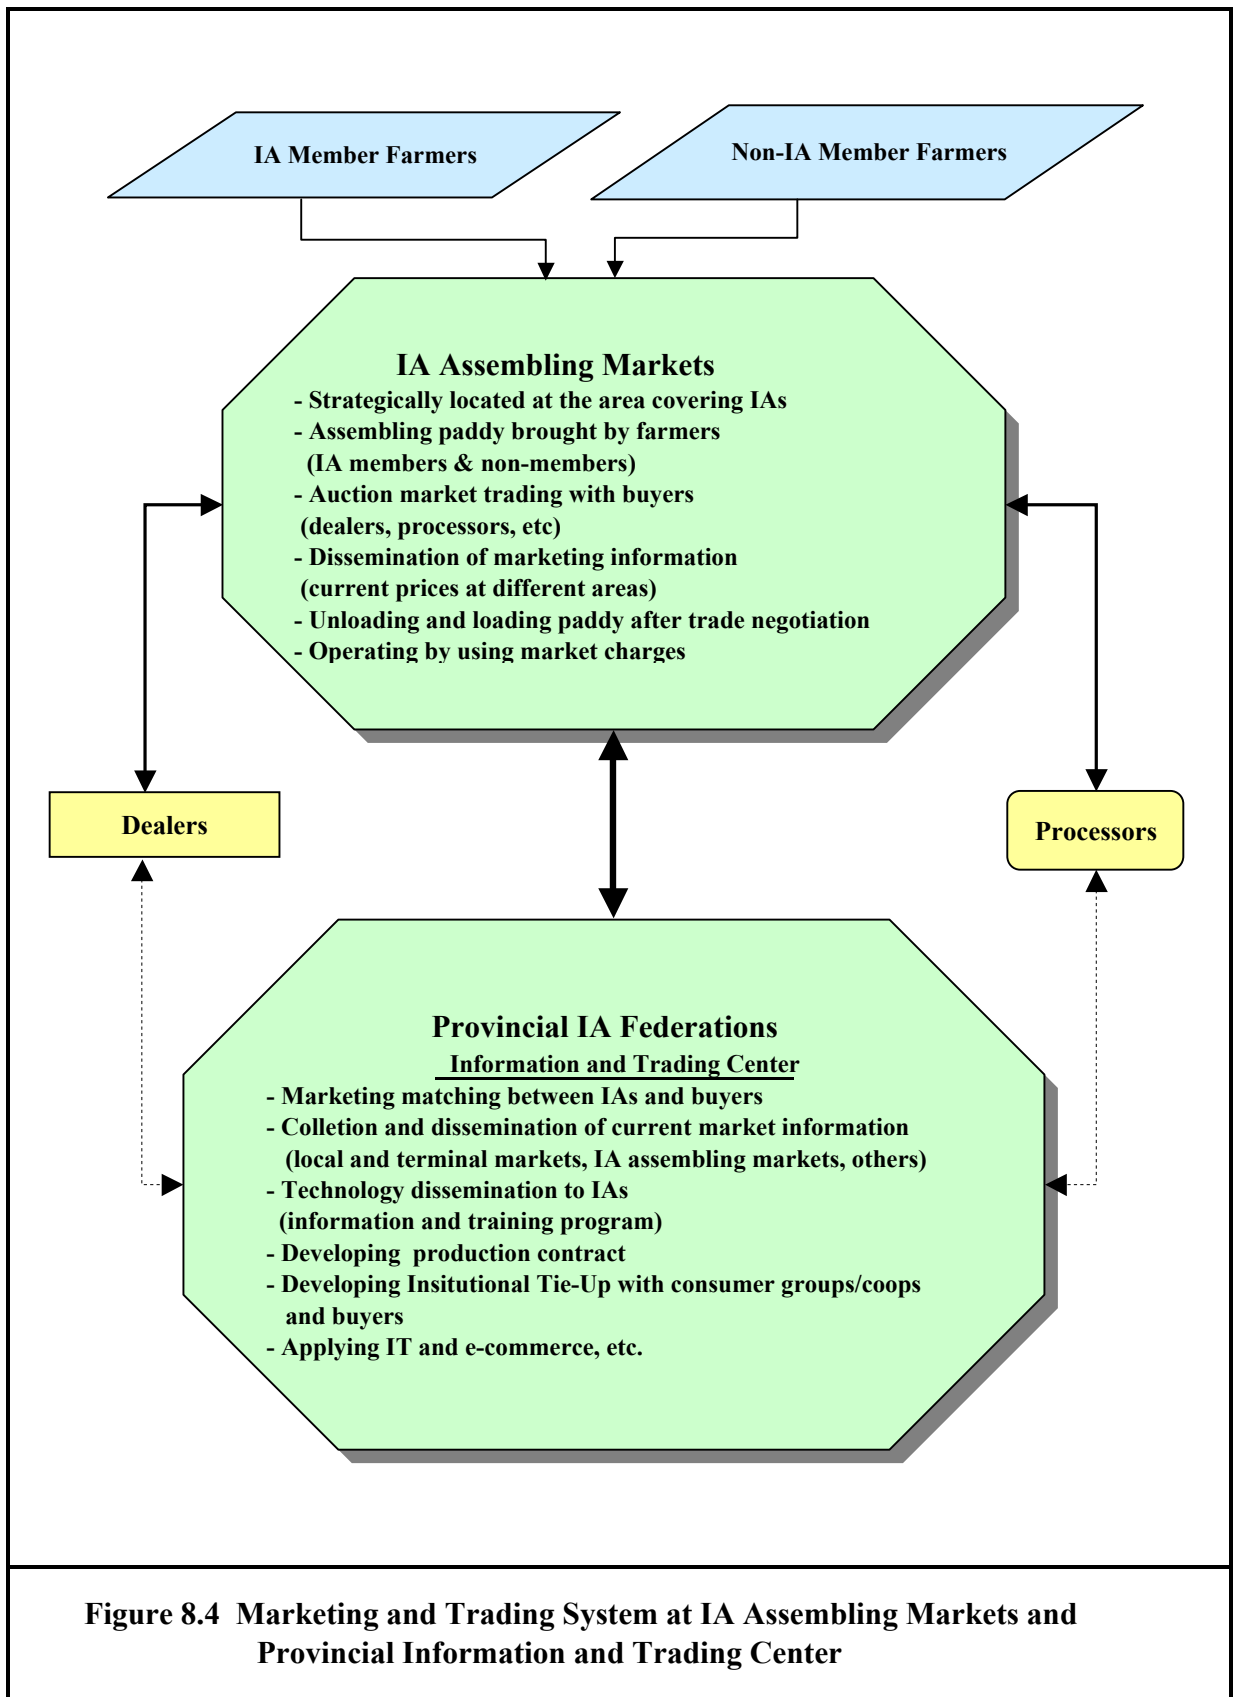 IA Member Farmers
Non-IA Member Farmers
IA Assembling Markets
- Strategically located at the area covering IAs
- Assembling paddy brought by farmers
(IA members & non-members)
- Auction market trading with buyers
(dealers, processors, etc)
- Dissemination of marketing information
(current prices at different areas)
- Unloading and loading paddy after trade negotiation
- Operating by using market charges
Dealers
Processors
Provincial IA Federations
Information and Trading Center
- Marketing matching between IAs and buyers
- Colletion and dissemination of current market information
(local and terminal markets, IA assembling markets, others)
- Technology dissemination to IAs
(information and training program)
- Developing  production contract
- Developing Insitutional Tie-Up with consumer groups/coops
and buyers
- Applying IT and e-commerce, etc.
Figure 8.4  Marketing and Trading System at IA Assembling Markets and
Provincial Information and Trading Center